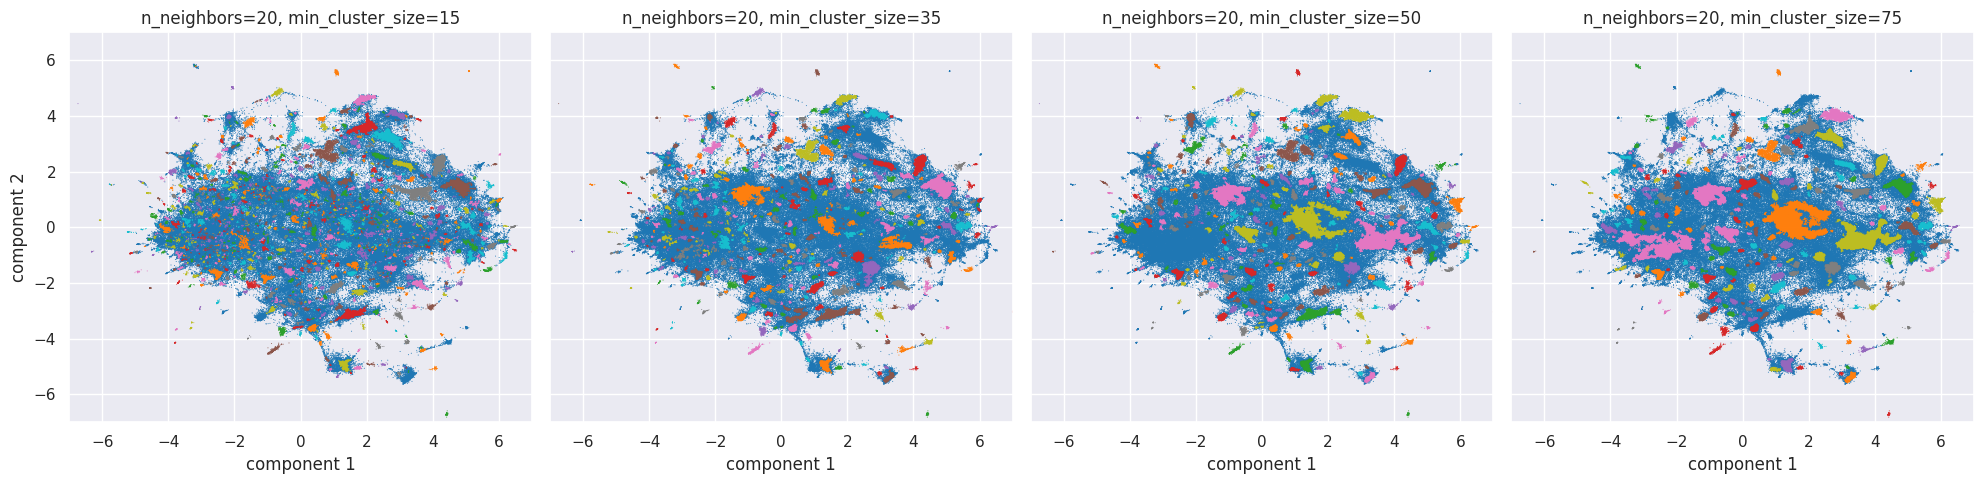 n_neighbors=20, min_cluster_size=15
n_neighbors=20, min_cluster_size=35
n_neighbors=20, min_cluster_size=50
n_neighbors=20, min_cluster_size=75
component 2
6
4
2
0
−2
−4
−6
−6 −4 −2 0 2 4 6
−6 −4 −2 0 2 4 6
−6 −4 −2 0 2 4 6
−6 −4 −2 0 2 4 6
component 1
component 1
component 1
component 1